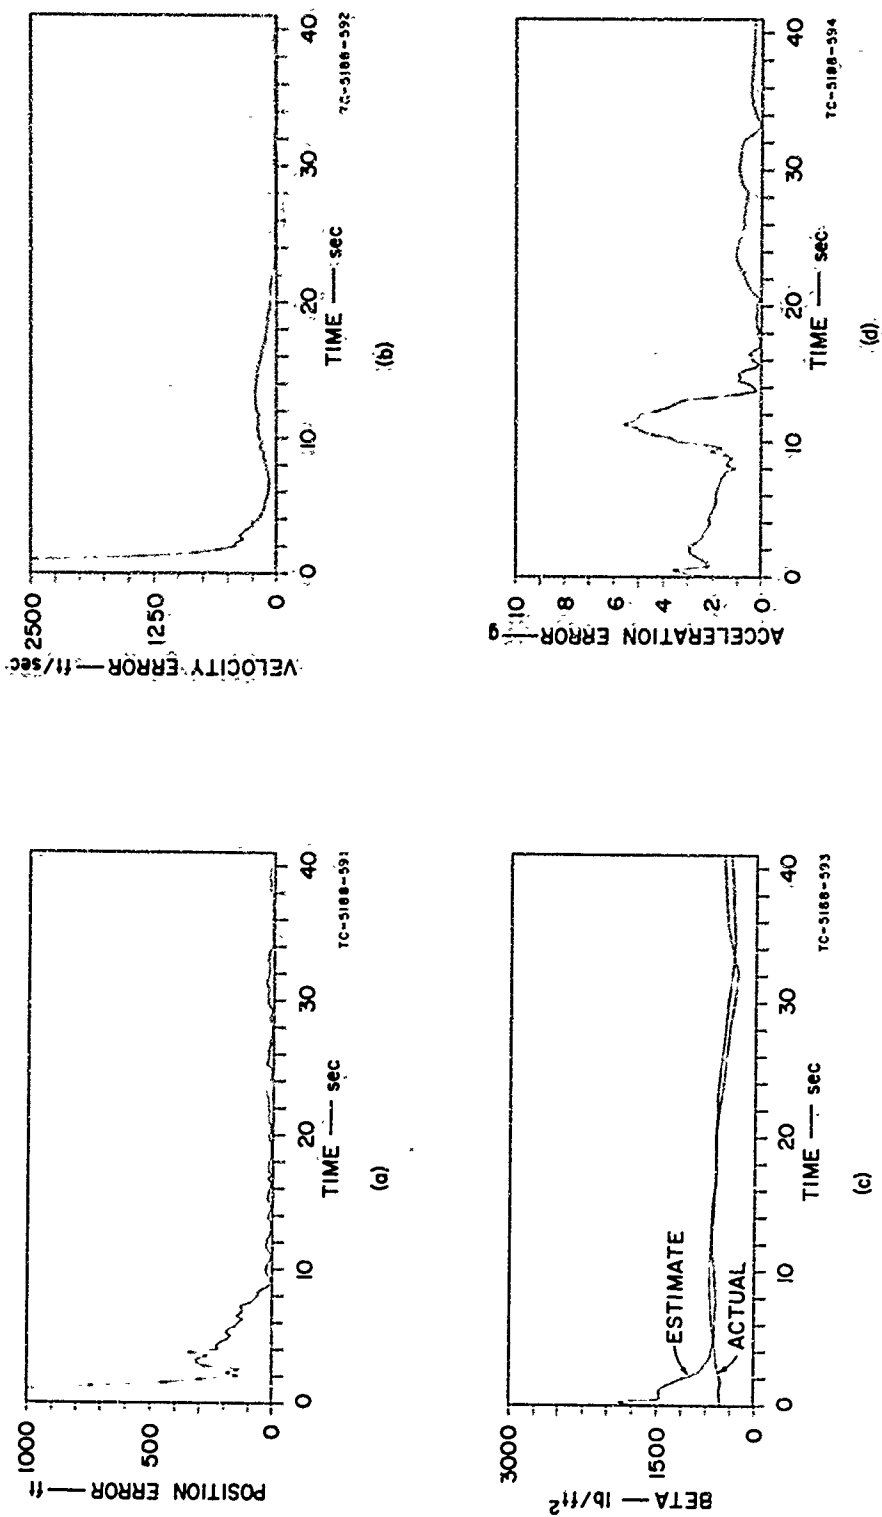 1000
500
0
POSITION ERROR — ft
0
10
20
30
40
TIME — sec
TC-5188-591
(a)
2500
1250
0
VELOCITY ERROR — ft/sec
0
10
20
30
40
TIME — sec
TC-5188-592
(b)
3000
1500
0
BETA — lb/ft²
ESTIMATE
ACTUAL
0
10
20
30
40
TIME — sec
TC-5188-593
(c)
10
8
6
4
2
0
ACCELERATION ERROR — g
0
10
20
30
40
TIME — sec
TC-5188-594
(d)